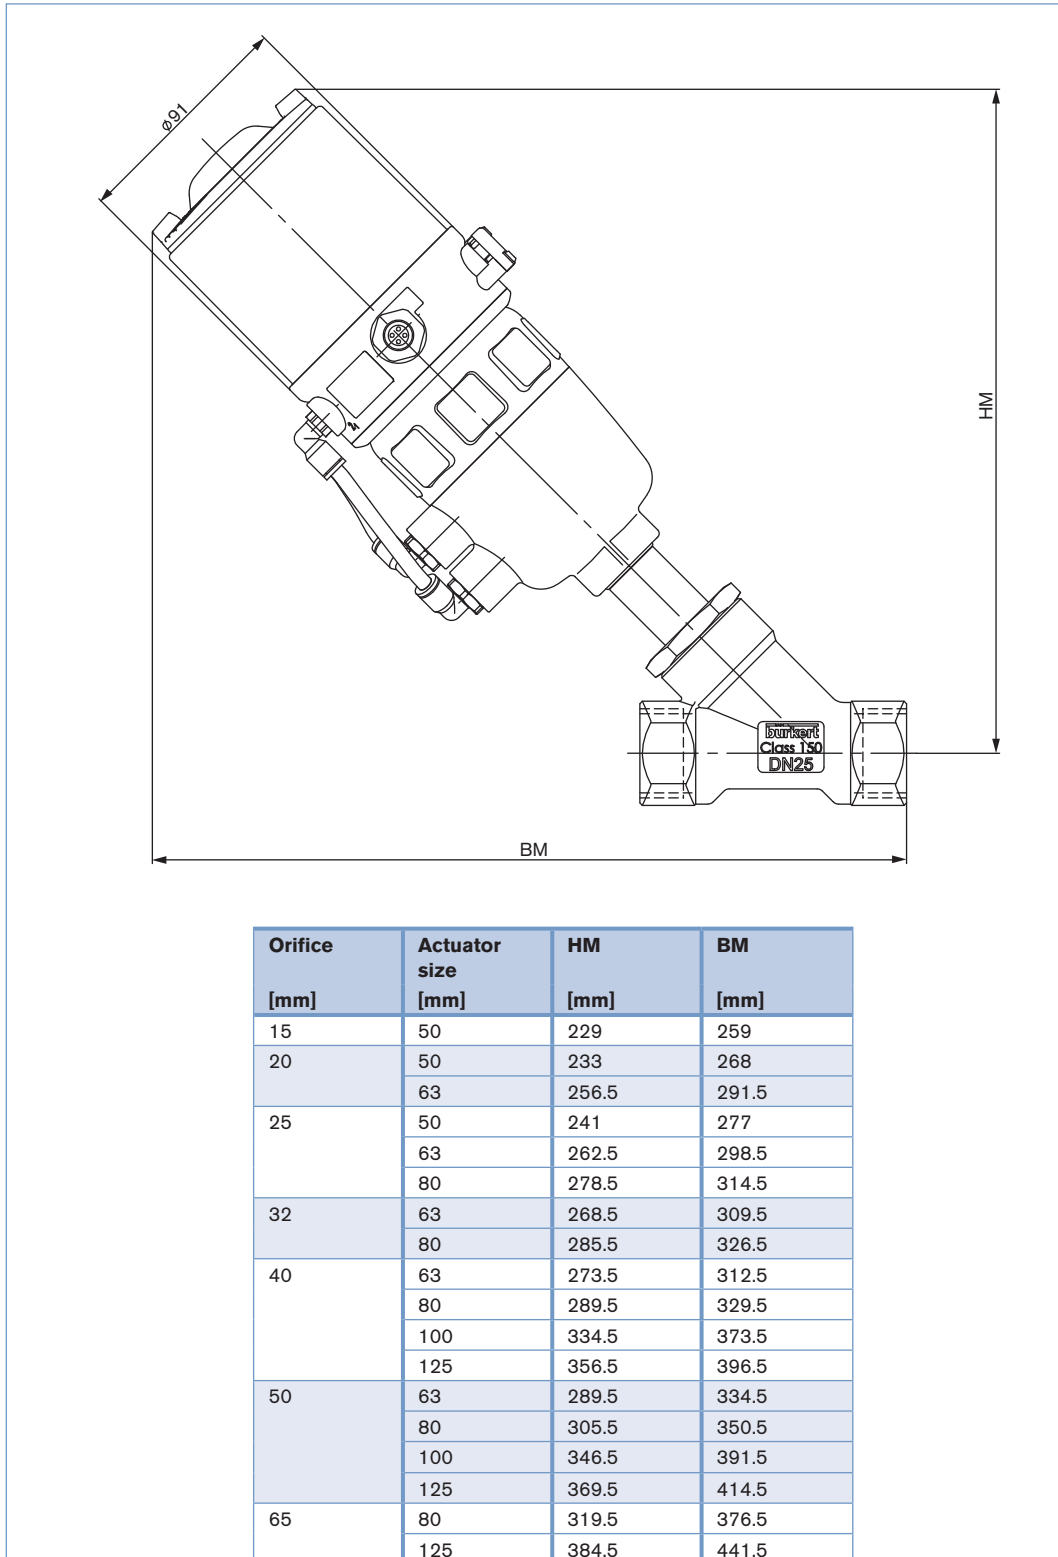 ø91
HM
burkert
Class 150
DN25
BM
Orifice Actuator size HM BM
[mm] [mm] [mm] [mm]
15 50 229 259
20 50 233 268
63 256.5 291.5
25 50 241 277
63 262.5 298.5
80 278.5 314.5
32 63 268.5 309.5
80 285.5 326.5
40 63 273.5 312.5
80 289.5 329.5
100 334.5 373.5
125 356.5 396.5
50 63 289.5 334.5
80 305.5 350.5
100 346.5 391.5
125 369.5 414.5
65 80 319.5 376.5
125 384.5 441.5